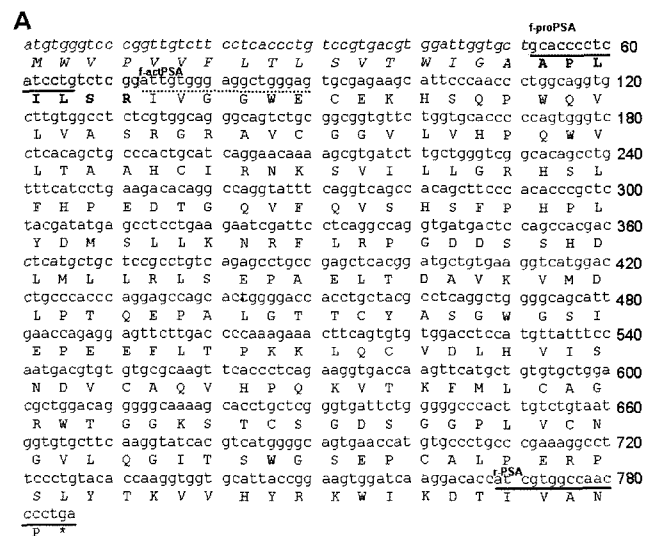 A
f-proPSA
atgtgggtcc cggttgtctt cctcaccctg tccgtgacgt ggattggtgc tgcacccctc 60
M W V P V V F L T L S V T W I G A A P L
f-actPSA
atcctgtctc ggattgtggg aggctgggag tgcgagaagc attcccaacc ctggcaggtg 120
I L S R I V G G W E C E K H S Q P W Q V
cttgtggcct ctcgtggcag ggcagtctgc ggcggtgttc tggtgcaccc ccagtgggtc 180
L V A S R G R A V C G G V L V H P Q W V
ctcacagctg cccactgcat caggaacaaa agcgtgatct tgctgggtcg gcacagcctg 240
L T A A H C I R N K S V I L L G R H S L
tttcatcctg aagacacagg ccaggtattt caggtcagcc acagcttccc acacccgctc 300
F H P E D T G Q V F Q V S H S F P H P L
tacgatatga gcctcctgaa gaatcgattc ctcaggccag gtgatgactc cagccacgac 360
Y D M S L L K N R F L R P G D D S S H D
ctcatgctgc tccgcctgtc agagcctgcc gagctcacgg atgctgtgaa ggtcatggac 420
L M L L R L S E P A E L T D A V K V M D
ctgcccaccc aggagccagc actggggacc acctgctacg cctcaggctg gggcagcatt 480
L P T Q E P A L G T T C Y A S G W G S I
gaaccagagg agttcttgac cccaaagaaa cttcagtgtg tggacctcca tgttatttcc 540
E P E E F L T P K K L Q C V D L H V I S
aatgacgtgt gtgcgcaagt tcaccctcag aaggtgacca agttcatgct gtgtgctgga 600
N D V C A Q V H P Q K V T K F M L C A G
cgctggacag ggggcaaaag cacctgctcg ggtgattctg ggggcccact tgtctgtaat 660
R W T G G K S T C S G D S G G P L V C N
ggtgtgcttc aaggtatcac gtcatggggc agtgaaccat gtgccctgcc cgaaaggcct 720
G V L Q G I T S W G S E P C A L P E R P
r-PSA
tccctgtaca ccaaggtggt gcattaccgg aagtggatca aggacaccat cgtggccaac 780
S L Y T K V V H Y R K W I K D T I V A N
ccctga
P *